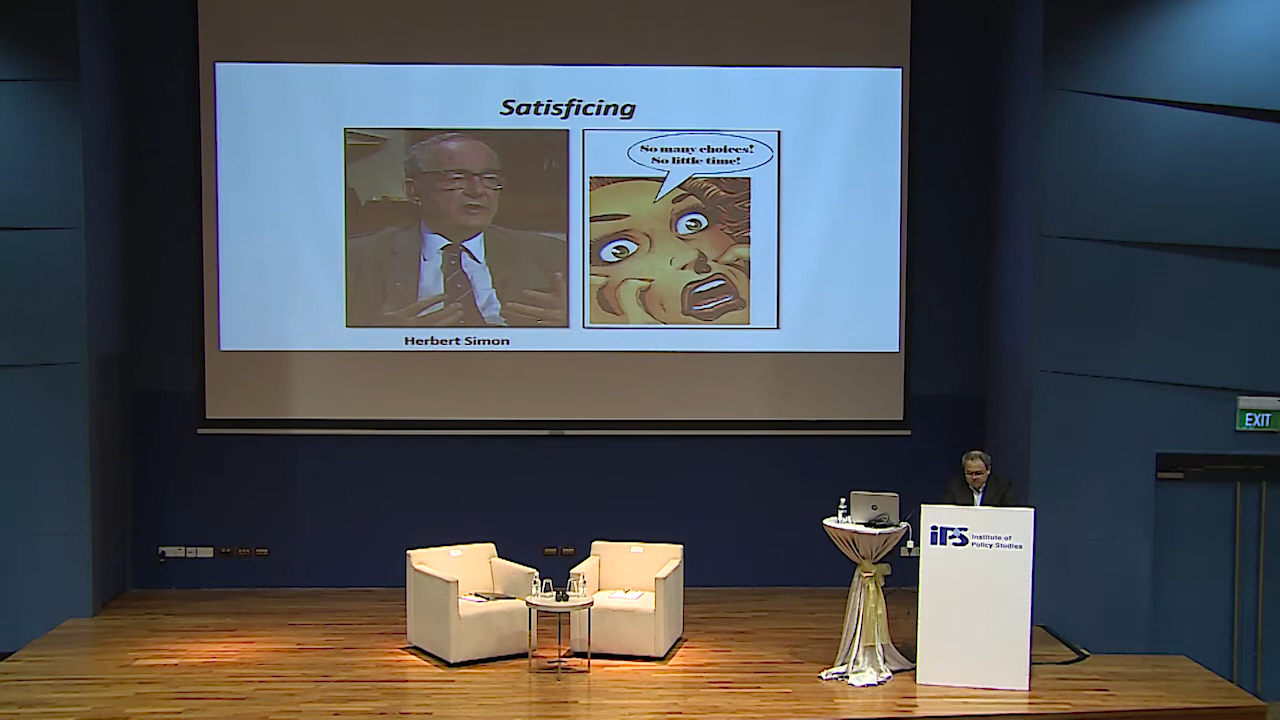 Satisficing
So many choices!
So little time!
Herbert Simon
EXIT
iPS Institute of
Policy Studies